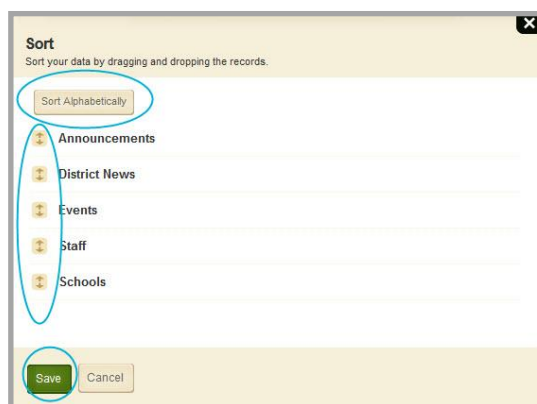 Sort
Sort your data by dragging and dropping the records.
Sort Alphabetically
Announcements
District News
Events
Staff
Schools
Save
Cancel